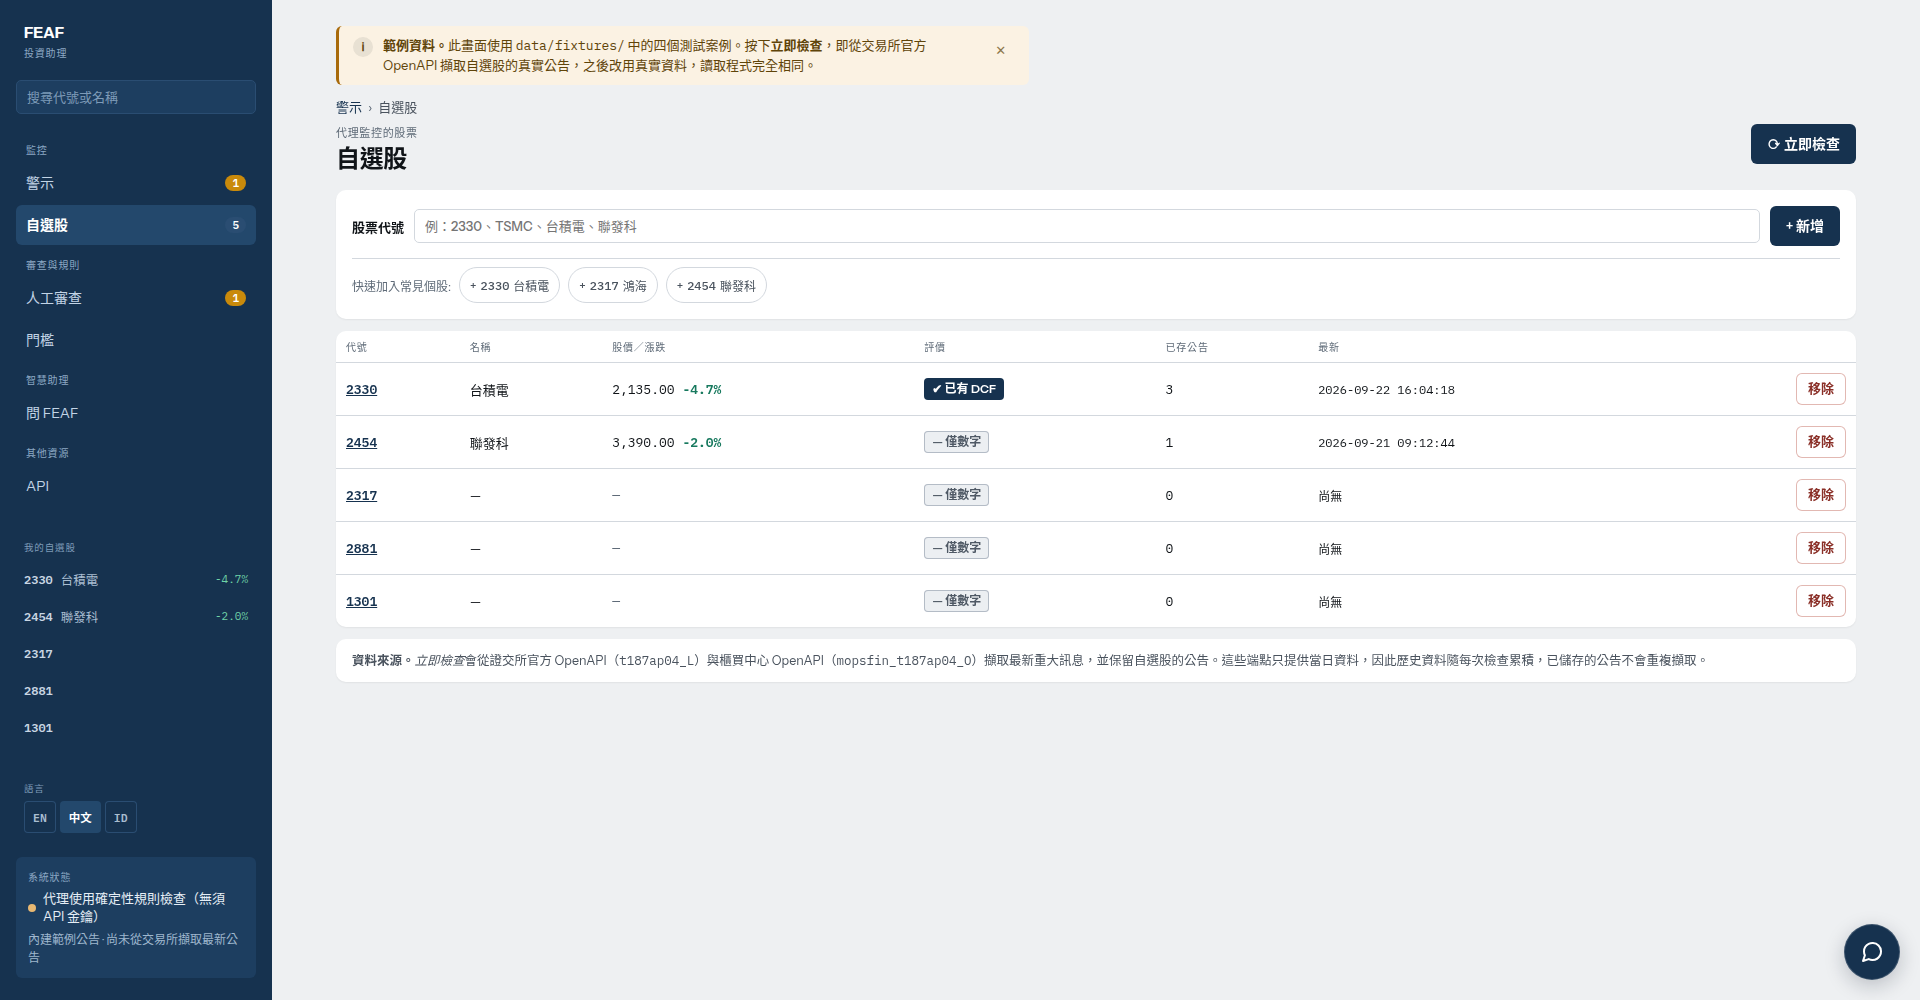 FEAF
投資助理
搜尋代號或名稱
監控
警示 1
自選股 5
審查與規則
人工審查 1
門檻
智慧助理
問 FEAF
其他資源
API
我的自選股
2330 台積電 -4.7%
2454 聯發科 -2.0%
2317
2881
1301
語言
EN 中文 ID
系統狀態
代理使用確定性規則檢查（無須
API 金鑰）
內建範例公告·尚未從交易所擷取最新公
告
i 範例資料。此畫面使用 data/fixtures/ 中的四個測試案例。按下立即檢查，即從交易所官方 ×
OpenAPI 擷取自選股的真實公告，之後改用真實資料，讀取程式完全相同。
警示 › 自選股
代理監控的股票
自選股
⟳ 立即檢查
股票代號 例：2330、TSMC、台積電、聯發科 + 新增
快速加入常見個股: + 2330 台積電 + 2317 鴻海 + 2454 聯發科
代號 名稱 股價／漲跌 評價 已存公告 最新
2330 台積電 2,135.00 -4.7% ✔ 已有 DCF 3 2026-09-22 16:04:18 移除
2454 聯發科 3,390.00 -2.0% — 僅數字 1 2026-09-21 09:12:44 移除
2317 — — — 僅數字 0 尚無 移除
2881 — — — 僅數字 0 尚無 移除
1301 — — — 僅數字 0 尚無 移除
資料來源。立即檢查會從證交所官方 OpenAPI（t187ap04_L）與櫃買中心 OpenAPI（mopsfin_t187ap04_O）擷取最新重大訊息，並保留自選股的公告。這些端點只提供當日資料，因此歷史資料隨每次檢查累積，已儲存的公告不會重複擷取。